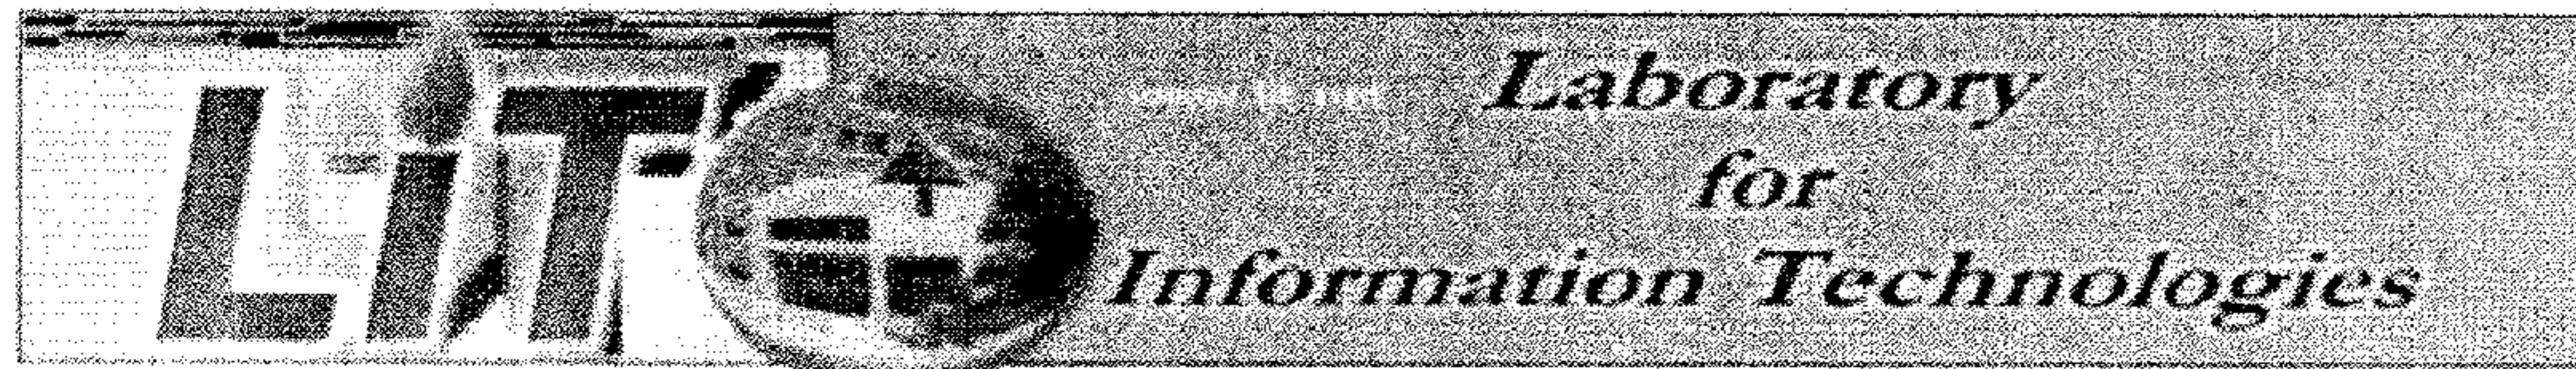 LiT
Laboratory
for
Information Technologies